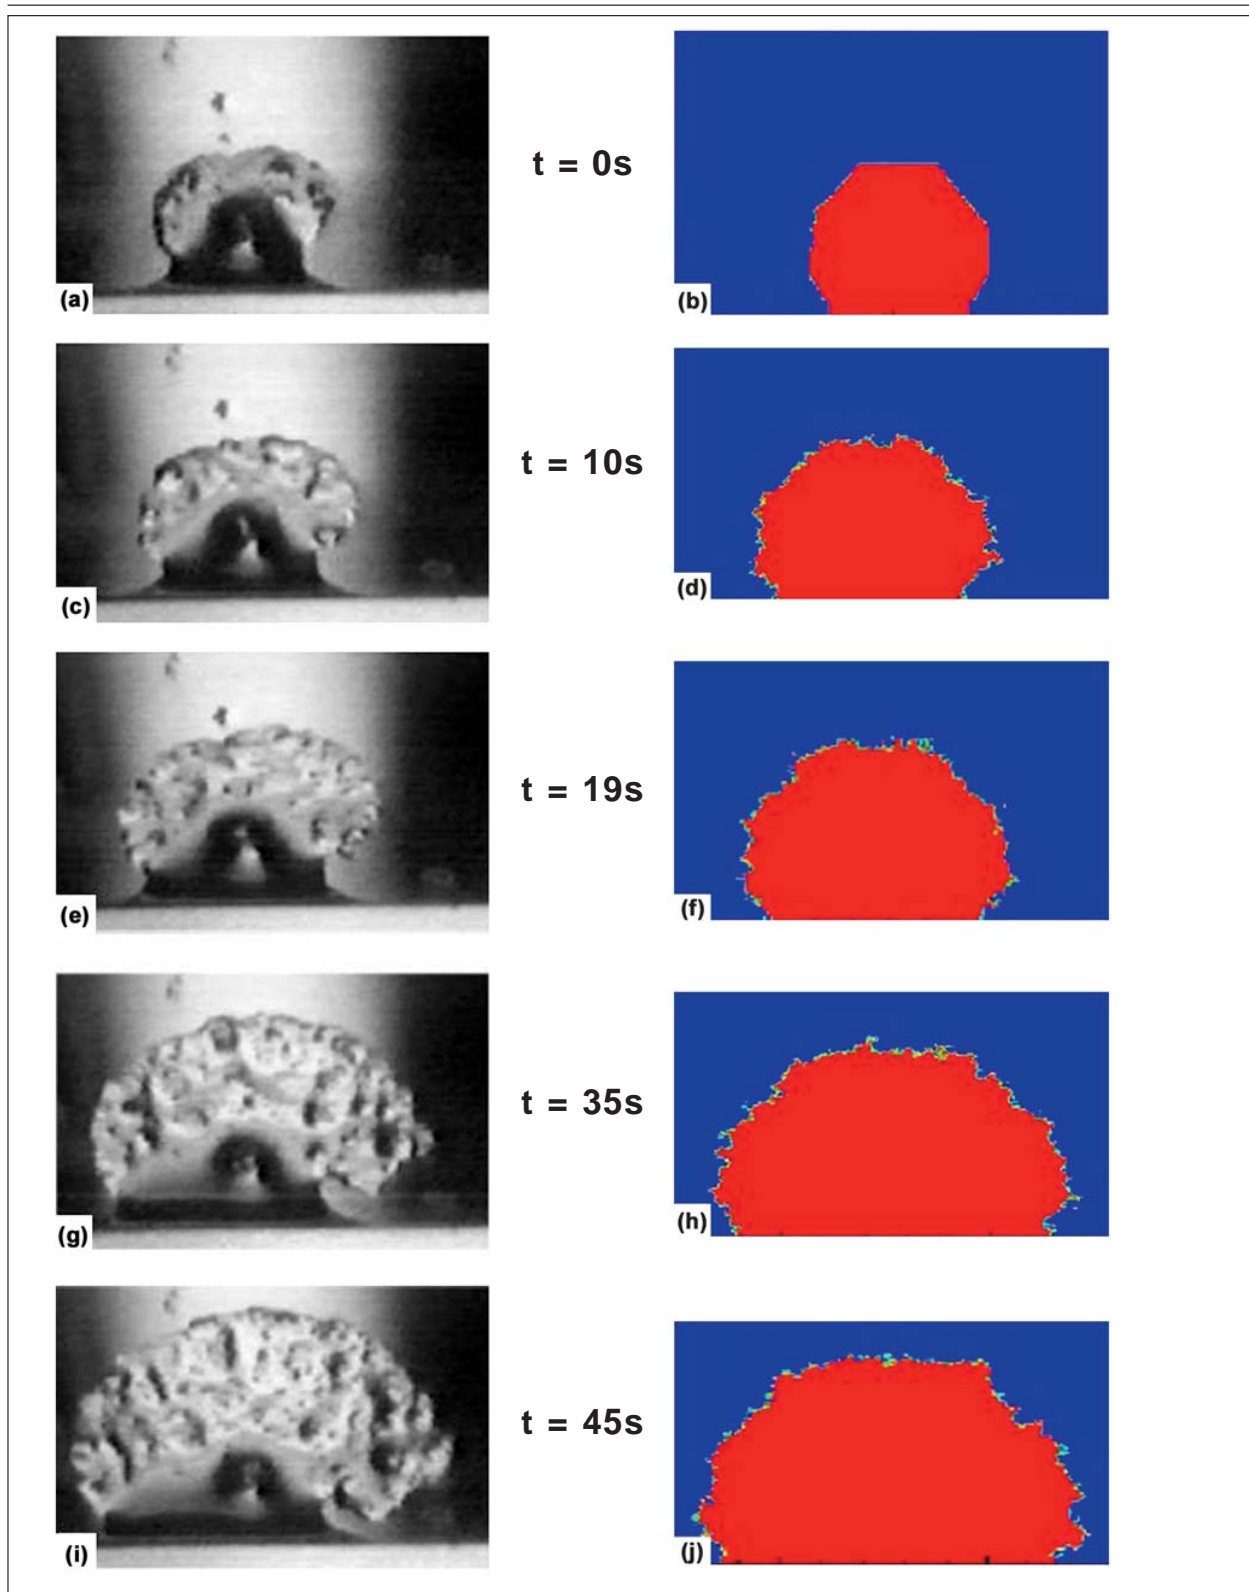 t = 0s
(a)
(b)
t = 10s
(c)
(d)
t = 19s
(e)
(f)
t = 35s
(g)
(h)
t = 45s
(i)
(j)